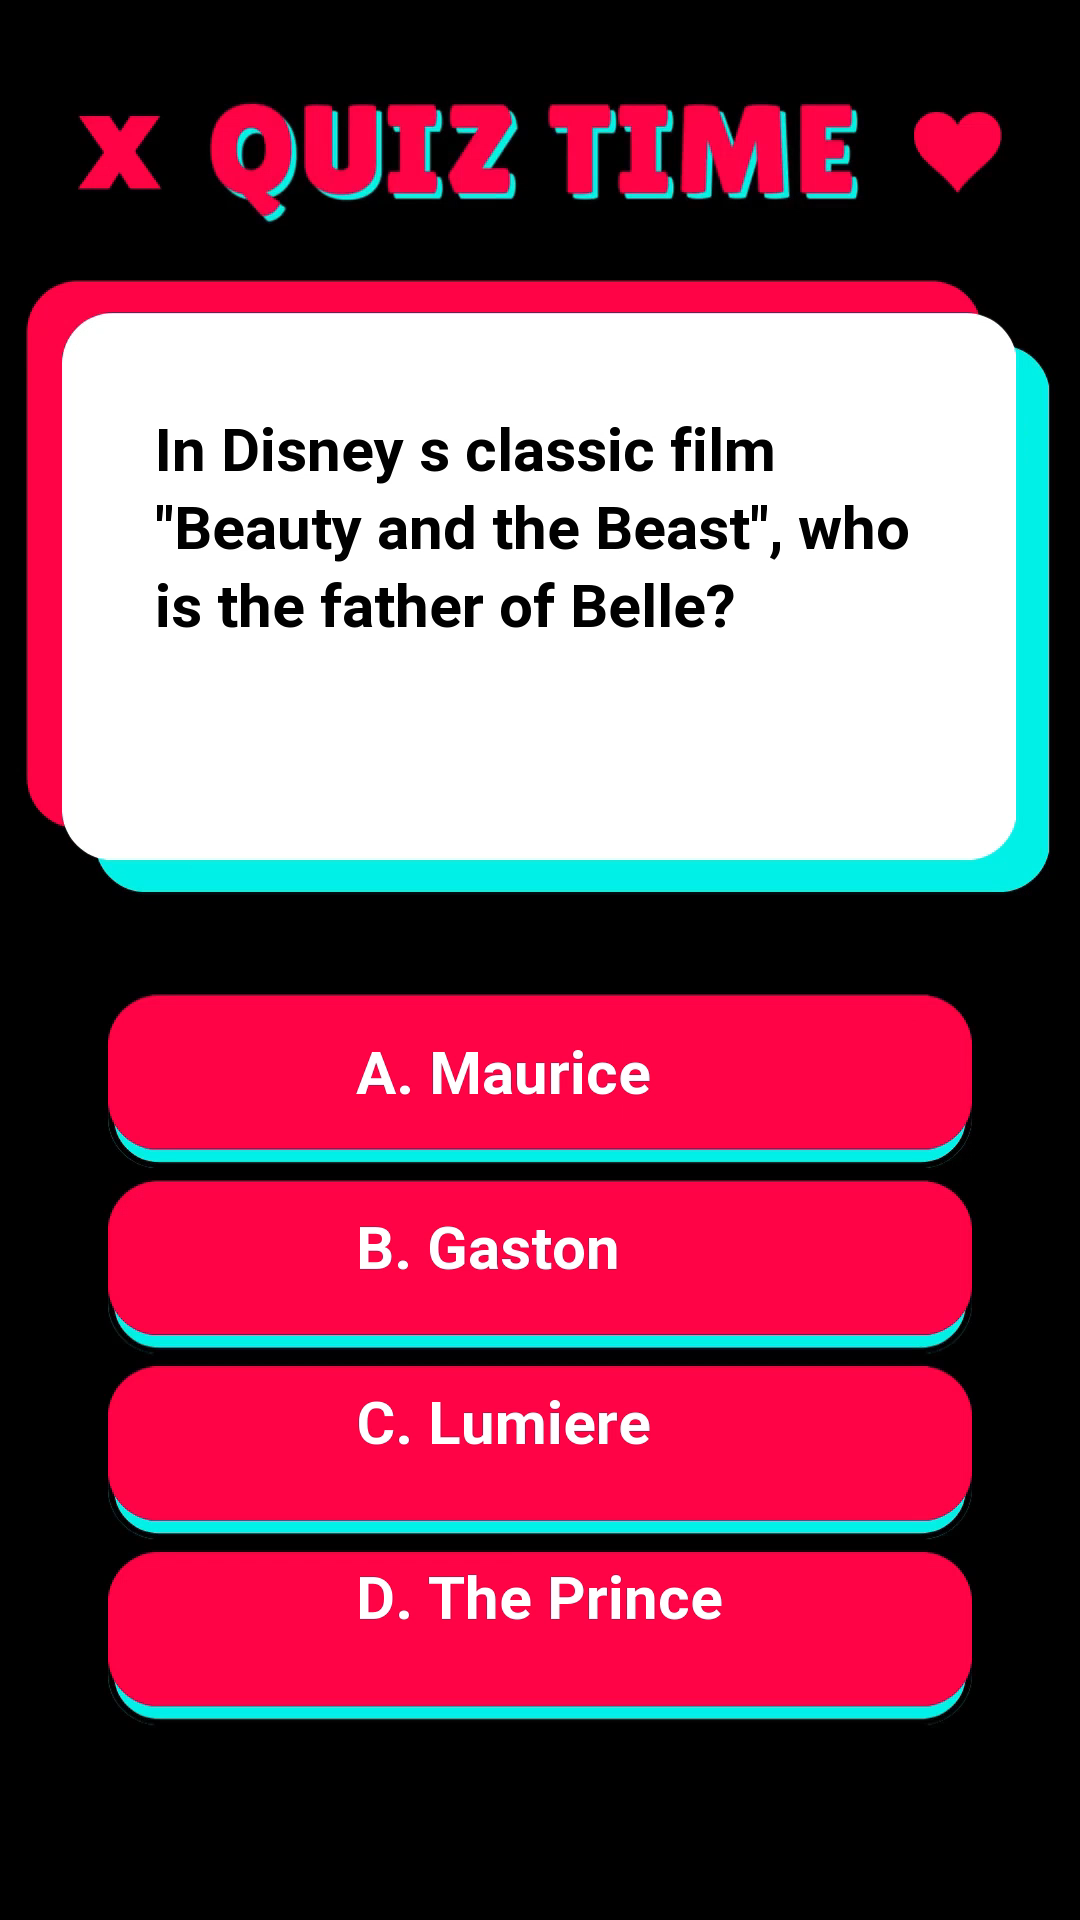 X QUIZ TIME
In Disney s classic film
"Beauty and the Beast", who
is the father of Belle?
A. Maurice
B. Gaston
C. Lumiere
D. The Prince